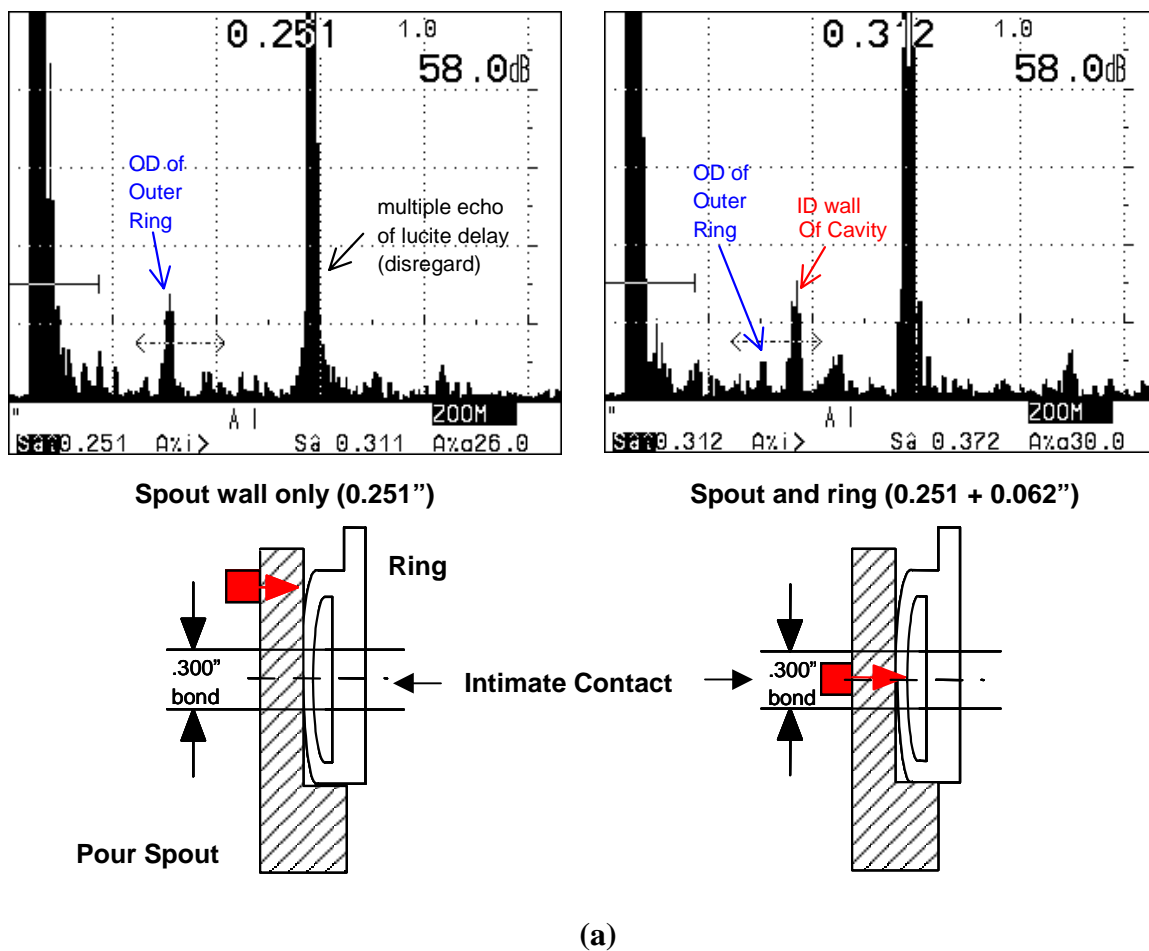 0.251
1.0
58.0dB
OD of
Outer
Ring
multiple echo
of lucite delay
(disregard)
"
A
ZOOM
Sâî0.251 A%i> Sâ 0.311 A%a26.0
0.312
1.0
58.0dB
OD of
Outer
Ring
ID wall
Of Cavity
"
A
ZOOM
0.312 A%i> Sâ 0.372 A%a30.0
Spout wall only (0.251”)
Spout and ring (0.251 + 0.062”)
Ring
.300”
bond
Intimate Contact
.300”
bond
Pour Spout
(a)